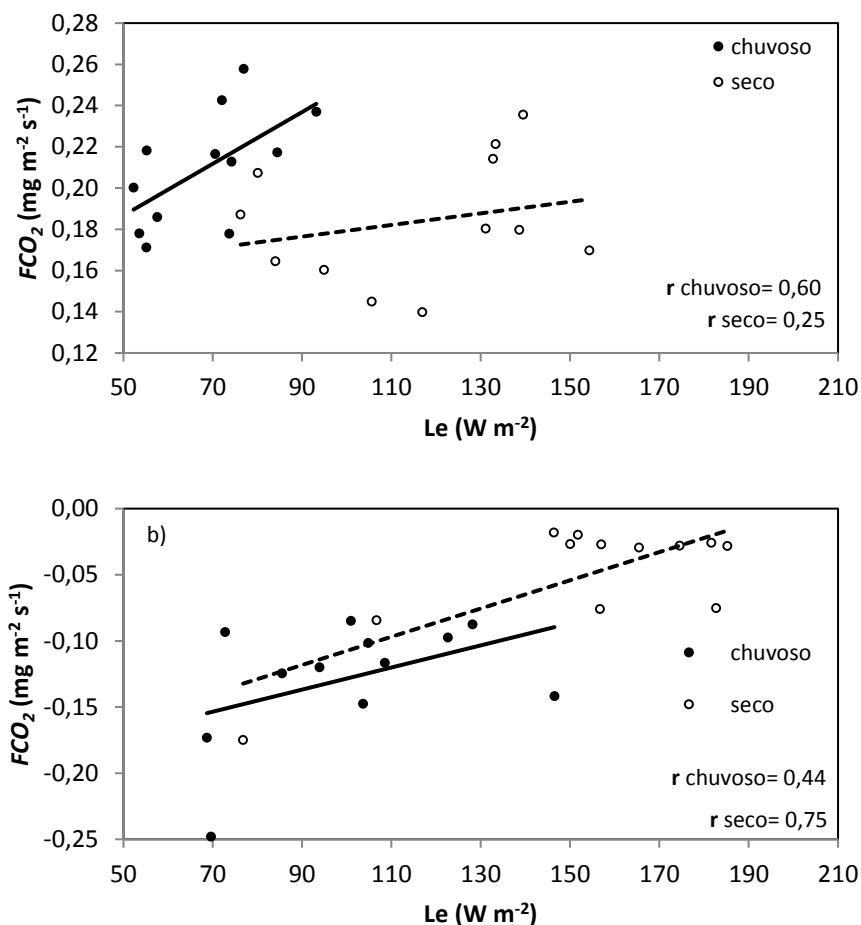 0,28
0,26
0,24
0,22
0,20
0,18
0,16
0,14
0,12
FCO2 (mg m-2 s-1)
chuvoso
seco
r chuvoso= 0,60
r seco= 0,25
50 70 90 110 130 150 170 190 210
Le (W m-2)
0,00
-0,05
-0,10
-0,15
-0,20
-0,25
FCO2 (mg m-2 s-1)
b)
chuvoso
seco
r chuvoso= 0,44
r seco= 0,75
50 70 90 110 130 150 170 190 210
Le (W m-2)